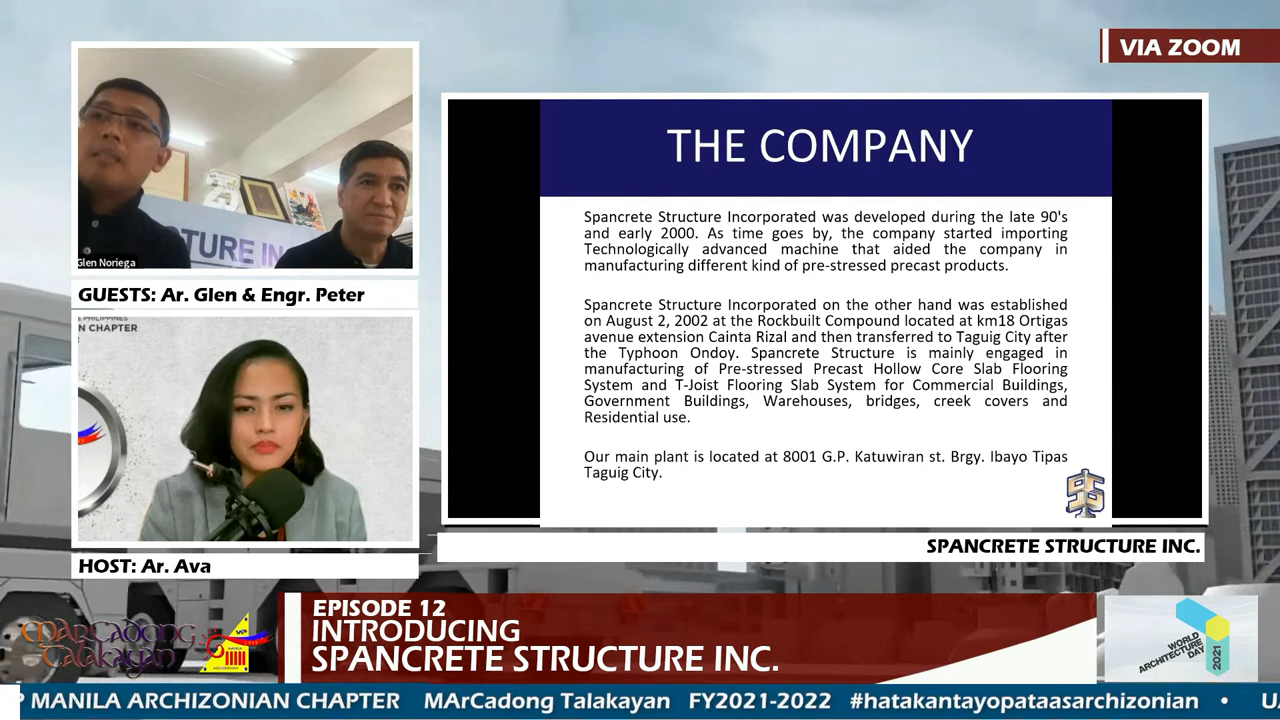 VIA ZOOM
TURE IN
Glen Noriega
GUESTS: Ar. Glen & Engr. Peter
E PHILIPPINES
N CHAPTER
HOST: Ar. Ava
THE COMPANY
Spancrete Structure Incorporated was developed during the late 90's
and early 2000. As time goes by, the company started importing
Technologically advanced machine that aided the company in
manufacturing different kind of pre-stressed precast products.
Spancrete Structure Incorporated on the other hand was established
on August 2, 2002 at the Rockbuilt Compound located at km18 Ortigas
avenue extension Cainta Rizal and then transferred to Taguig City after
the Typhoon Ondoy. Spancrete Structure is mainly engaged in
manufacturing of Pre-stressed Precast Hollow Core Slab Flooring
System and T-Joist Flooring Slab System for Commercial Buildings,
Government Buildings, Warehouses, bridges, creek covers and
Residential use.
Our main plant is located at 8001 G.P. Katuwiran st. Brgy. Ibayo Tipas
Taguig City.
SPANCRETE STRUCTURE INC.
MArCadong
Talakayan
EPISODE 12
INTRODUCING
SPANCRETE STRUCTURE INC.
WORLD
ARCHITECTURE
DAY
2021
P MANILA ARCHIZONIAN CHAPTER MArCadong Talakayan FY2021-2022 #hatakantayopataasarchizonian • U